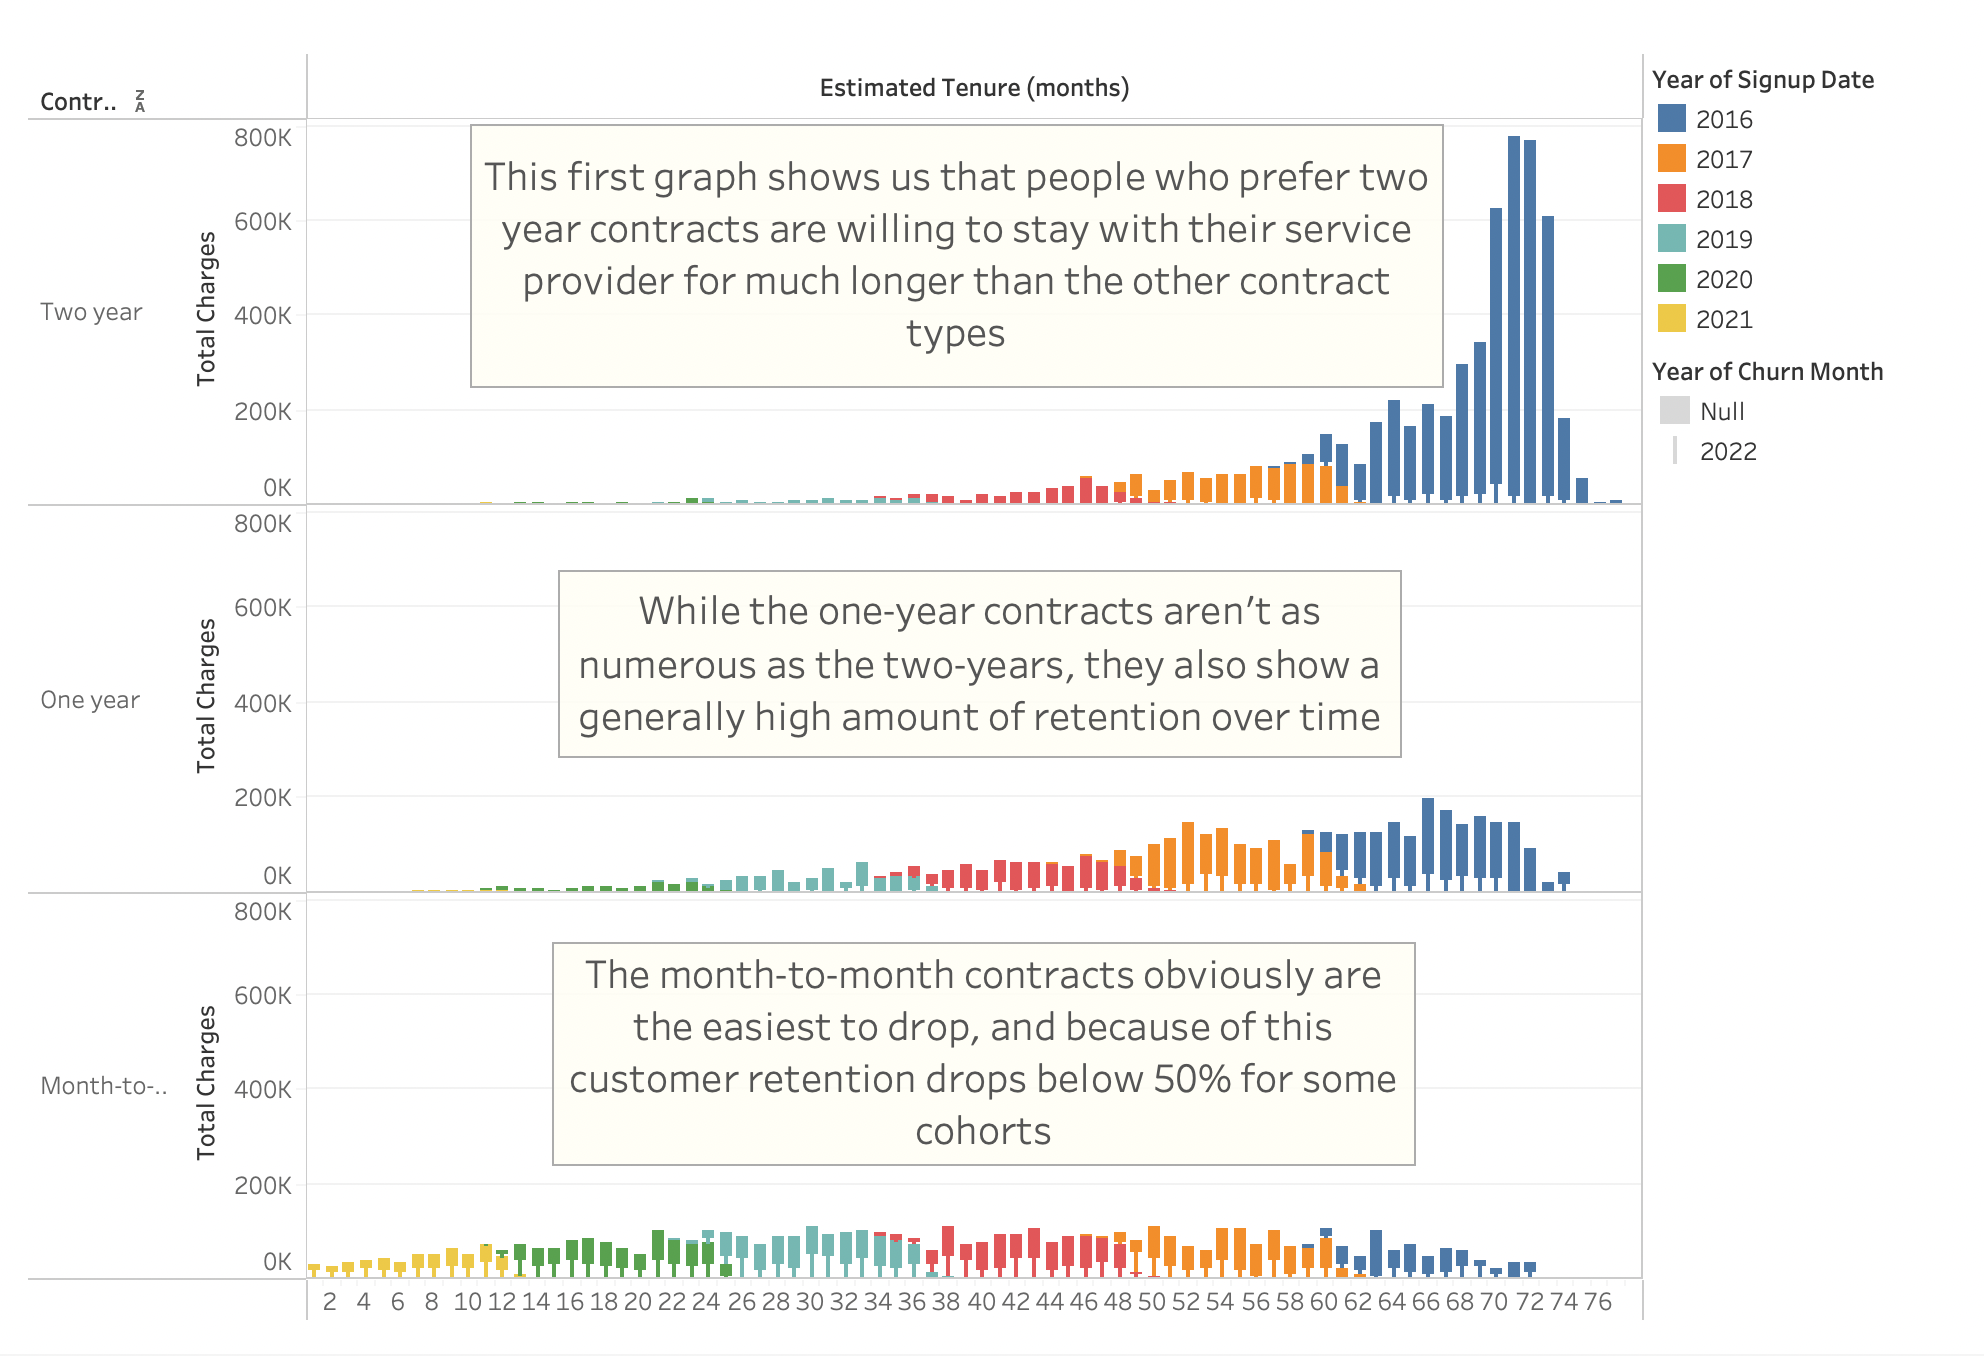 Contr.. Z A
Estimated Tenure (months)
Two year
Total Charges
800K
600K
400K
200K
0K
This first graph shows us that people who prefer two
year contracts are willing to stay with their service
provider for much longer than the other contract
types
One year
Total Charges
800K
600K
400K
200K
0K
While the one-year contracts aren’t as
numerous as the two-years, they also show a
generally high amount of retention over time
Month-to-..
Total Charges
800K
600K
400K
200K
0K
The month-to-month contracts obviously are
the easiest to drop, and because of this
customer retention drops below 50% for some
cohorts
2 4 6 8 10 12 14 16 18 20 22 24 26 28 30 32 34 36 38 40 42 44 46 48 50 52 54 56 58 60 62 64 66 68 70 72 74 76
Year of Signup Date
2016
2017
2018
2019
2020
2021
Year of Churn Month
Null
2022